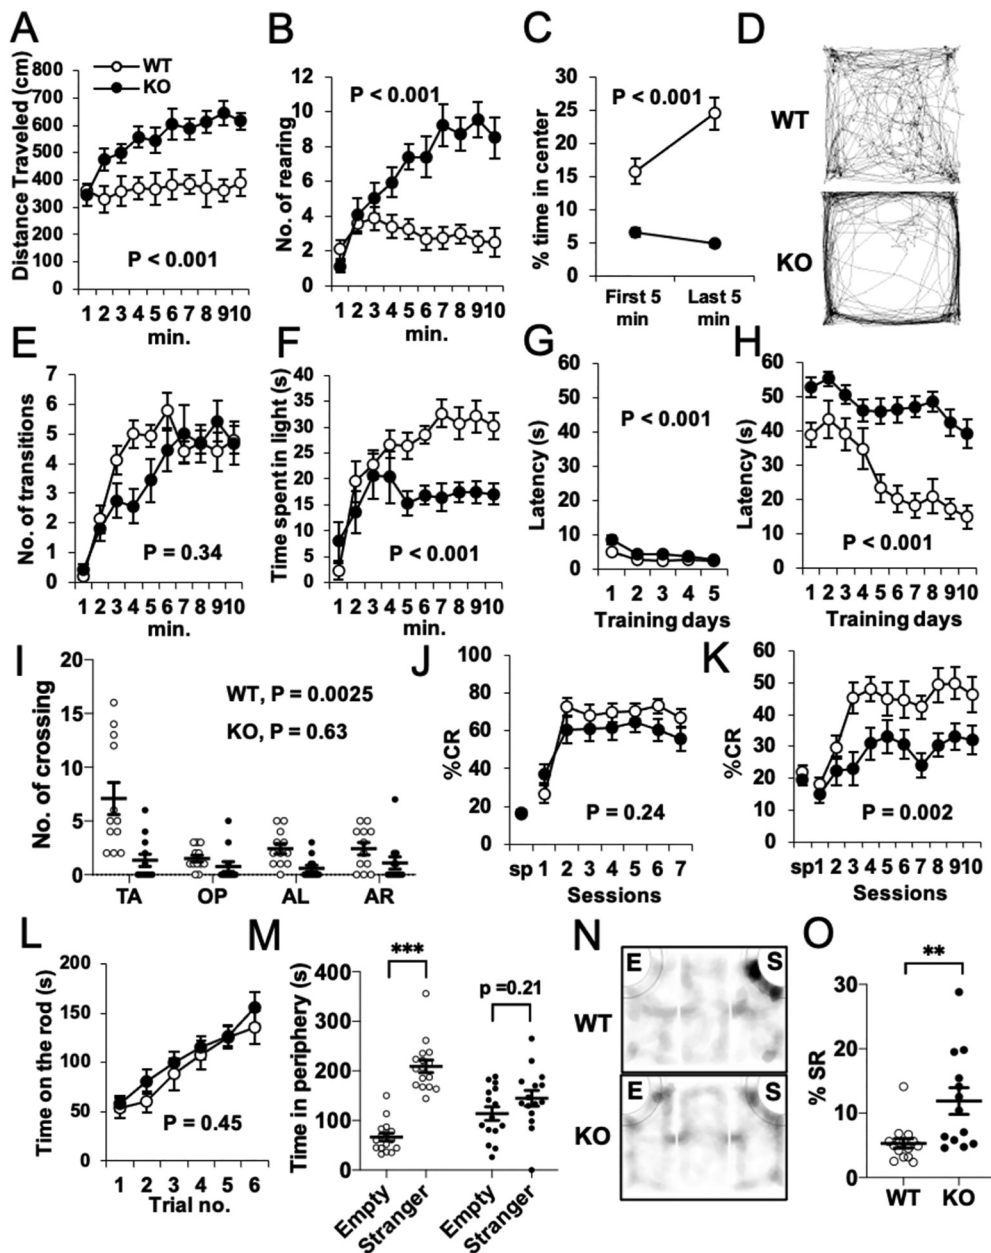 A
Distance Traveled (cm)
800
700
600
500
400
300
200
100
0
WT
KO
P < 0.001
1 2 3 4 5 6 7 8 9 10
min.
B
No. of rearing
12
10
8
6
4
2
0
P < 0.001
1 2 3 4 5 6 7 8 9 10
min.
C
% time in center
30
25
20
15
10
5
0
P < 0.001
First 5 min
Last 5 min
D
WT
KO
E
No. of transitions
7
6
5
4
3
2
1
0
P = 0.34
1 2 3 4 5 6 7 8 9 10
min.
F
Time spent in light (s)
40
35
30
25
20
15
10
5
0
P < 0.001
1 2 3 4 5 6 7 8 9 10
min.
G
Latency (s)
60
50
40
30
20
10
0
P < 0.001
1 2 3 4 5
Training days
H
Latency (s)
60
50
40
30
20
10
0
P < 0.001
1 2 3 4 5 6 7 8 9 10
Training days
I
No. of crossing
20
15
10
5
0
WT, P = 0.0025
KO, P = 0.63
TA OP AL AR
J
%CR
100
80
60
40
20
0
P = 0.24
sp 1 2 3 4 5 6 7
Sessions
K
%CR
60
50
40
30
20
10
0
P = 0.002
sp1 2 3 4 5 6 7 8 9 10
Sessions
L
Time on the rod (s)
200
150
100
50
0
P = 0.45
1 2 3 4 5 6
Trial no.
M
Time in periphery (s)
400
300
200
100
0
***
p =0.21
Empty
Stranger
Empty
Stranger
N
E S
WT
E S
KO
O
% SR
30
20
10
0
**
WT KO